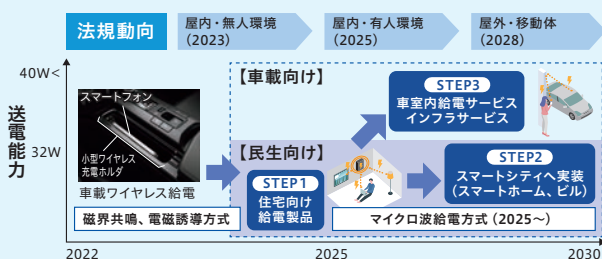 法規動向
屋内・無人環境
(2023)
屋内・有人環境
(2025)
屋外・移動体
(2028)
送電能力
40W<
32W
スマートフォン
小型ワイヤレス
充電ホルダ
車載ワイヤレス給電
磁界共鳴、電磁誘導方式
【車載向け】
STEP3
車室内給電サービス
インフラサービス
【民生向け】
STEP1
住宅向け
給電製品
STEP2
スマートシティへ実装
(スマートホーム、ビル)
マイクロ波給電方式(2025~)
2022
2025
2030